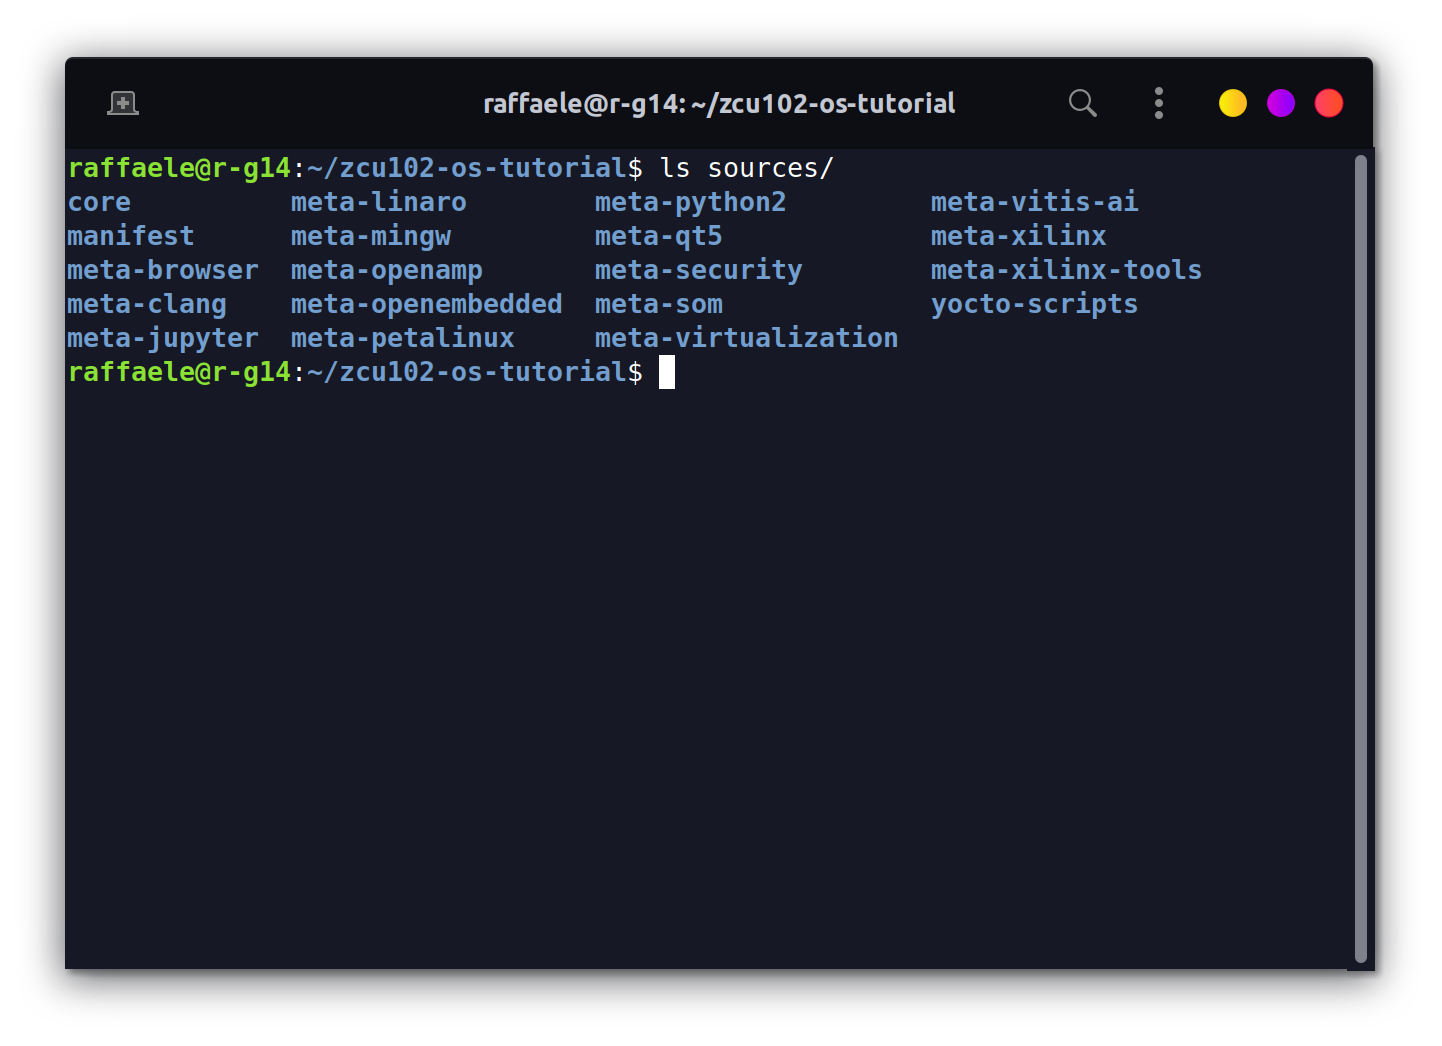 raffaele@r-g14: ~/zcu102-os-tutorial
raffaele@r-g14:~/zcu102-os-tutorial$ ls sources/
core          meta-linaro        meta-python2         meta-vitis-ai
manifest      meta-mingw         meta-qt5             meta-xilinx
meta-browser  meta-openamp       meta-security        meta-xilinx-tools
meta-clang    meta-openembedded  meta-som             yocto-scripts
meta-jupyter  meta-petalinux     meta-virtualization
raffaele@r-g14:~/zcu102-os-tutorial$